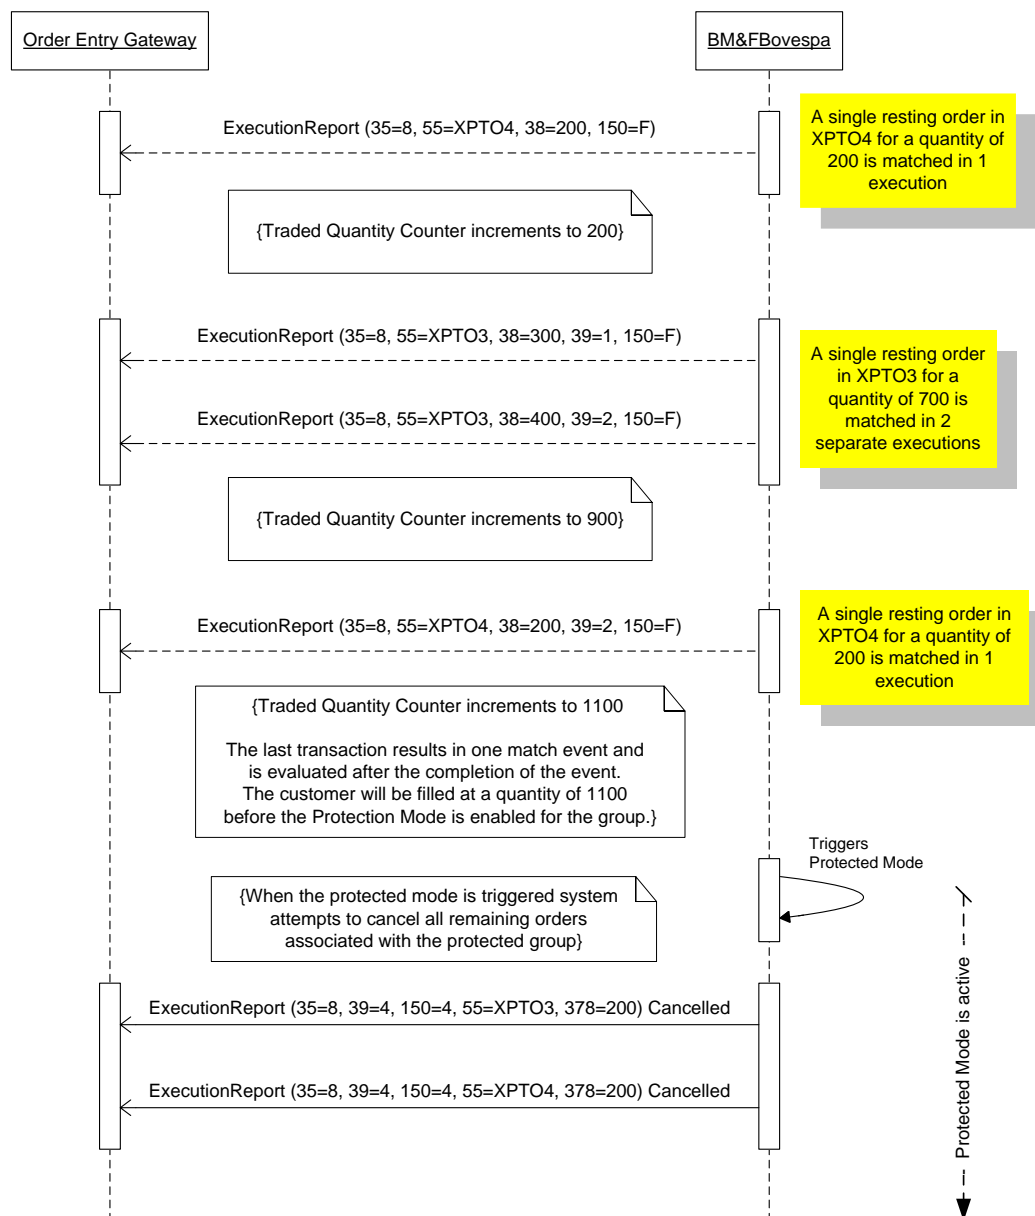 Order Entry Gateway
BM&FBovespa
ExecutionReport (35=8, 55=XPTO4, 38=200, 150=F)
A single resting order in
XPTO4 for a quantity of
200 is matched in 1
execution
{Traded Quantity Counter increments to 200}
ExecutionReport (35=8, 55=XPTO3, 38=300, 39=1, 150=F)
A single resting order
in XPTO3 for a
quantity of 700 is
matched in 2
separate executions
ExecutionReport (35=8, 55=XPTO3, 38=400, 39=2, 150=F)
{Traded Quantity Counter increments to 900}
ExecutionReport (35=8, 55=XPTO4, 38=200, 39=2, 150=F)
A single resting order in
XPTO4 for a quantity of
200 is matched in 1
execution
{Traded Quantity Counter increments to 1100
The last transaction results in one match event and
is evaluated after the completion of the event.
The customer will be filled at a quantity of 1100
before the Protection Mode is enabled for the group.}
Triggers
Protected Mode
{When the protected mode is triggered system
attempts to cancel all remaining orders
associated with the protected group}
ExecutionReport (35=8, 39=4, 150=4, 55=XPTO3, 378=200) Cancelled
ExecutionReport (35=8, 39=4, 150=4, 55=XPTO4, 378=200) Cancelled
Protected Mode is active